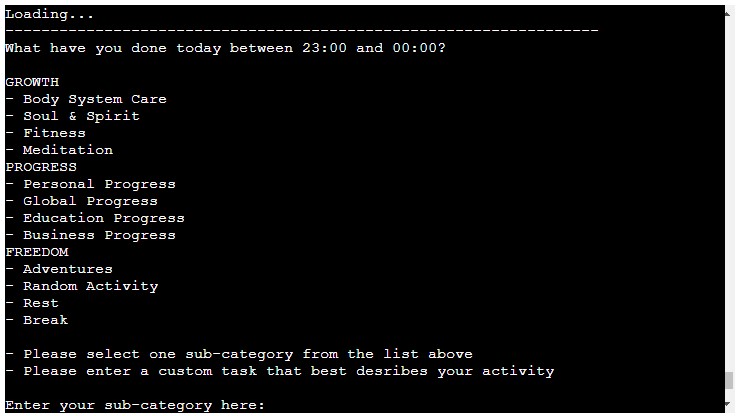 Loading...
------------------------------------------------------------------
What have you done today between 23:00 and 00:00?
GROWTH
- Body System Care
- Soul & Spirit
- Fitness
- Meditation
PROGRESS
- Personal Progress
- Global Progress
- Education Progress
- Business Progress
FREEDOM
- Adventures
- Random Activity
- Rest
- Break
- Please select one sub-category from the list above
- Please enter a custom task that best desribes your activity
Enter your sub-category here: